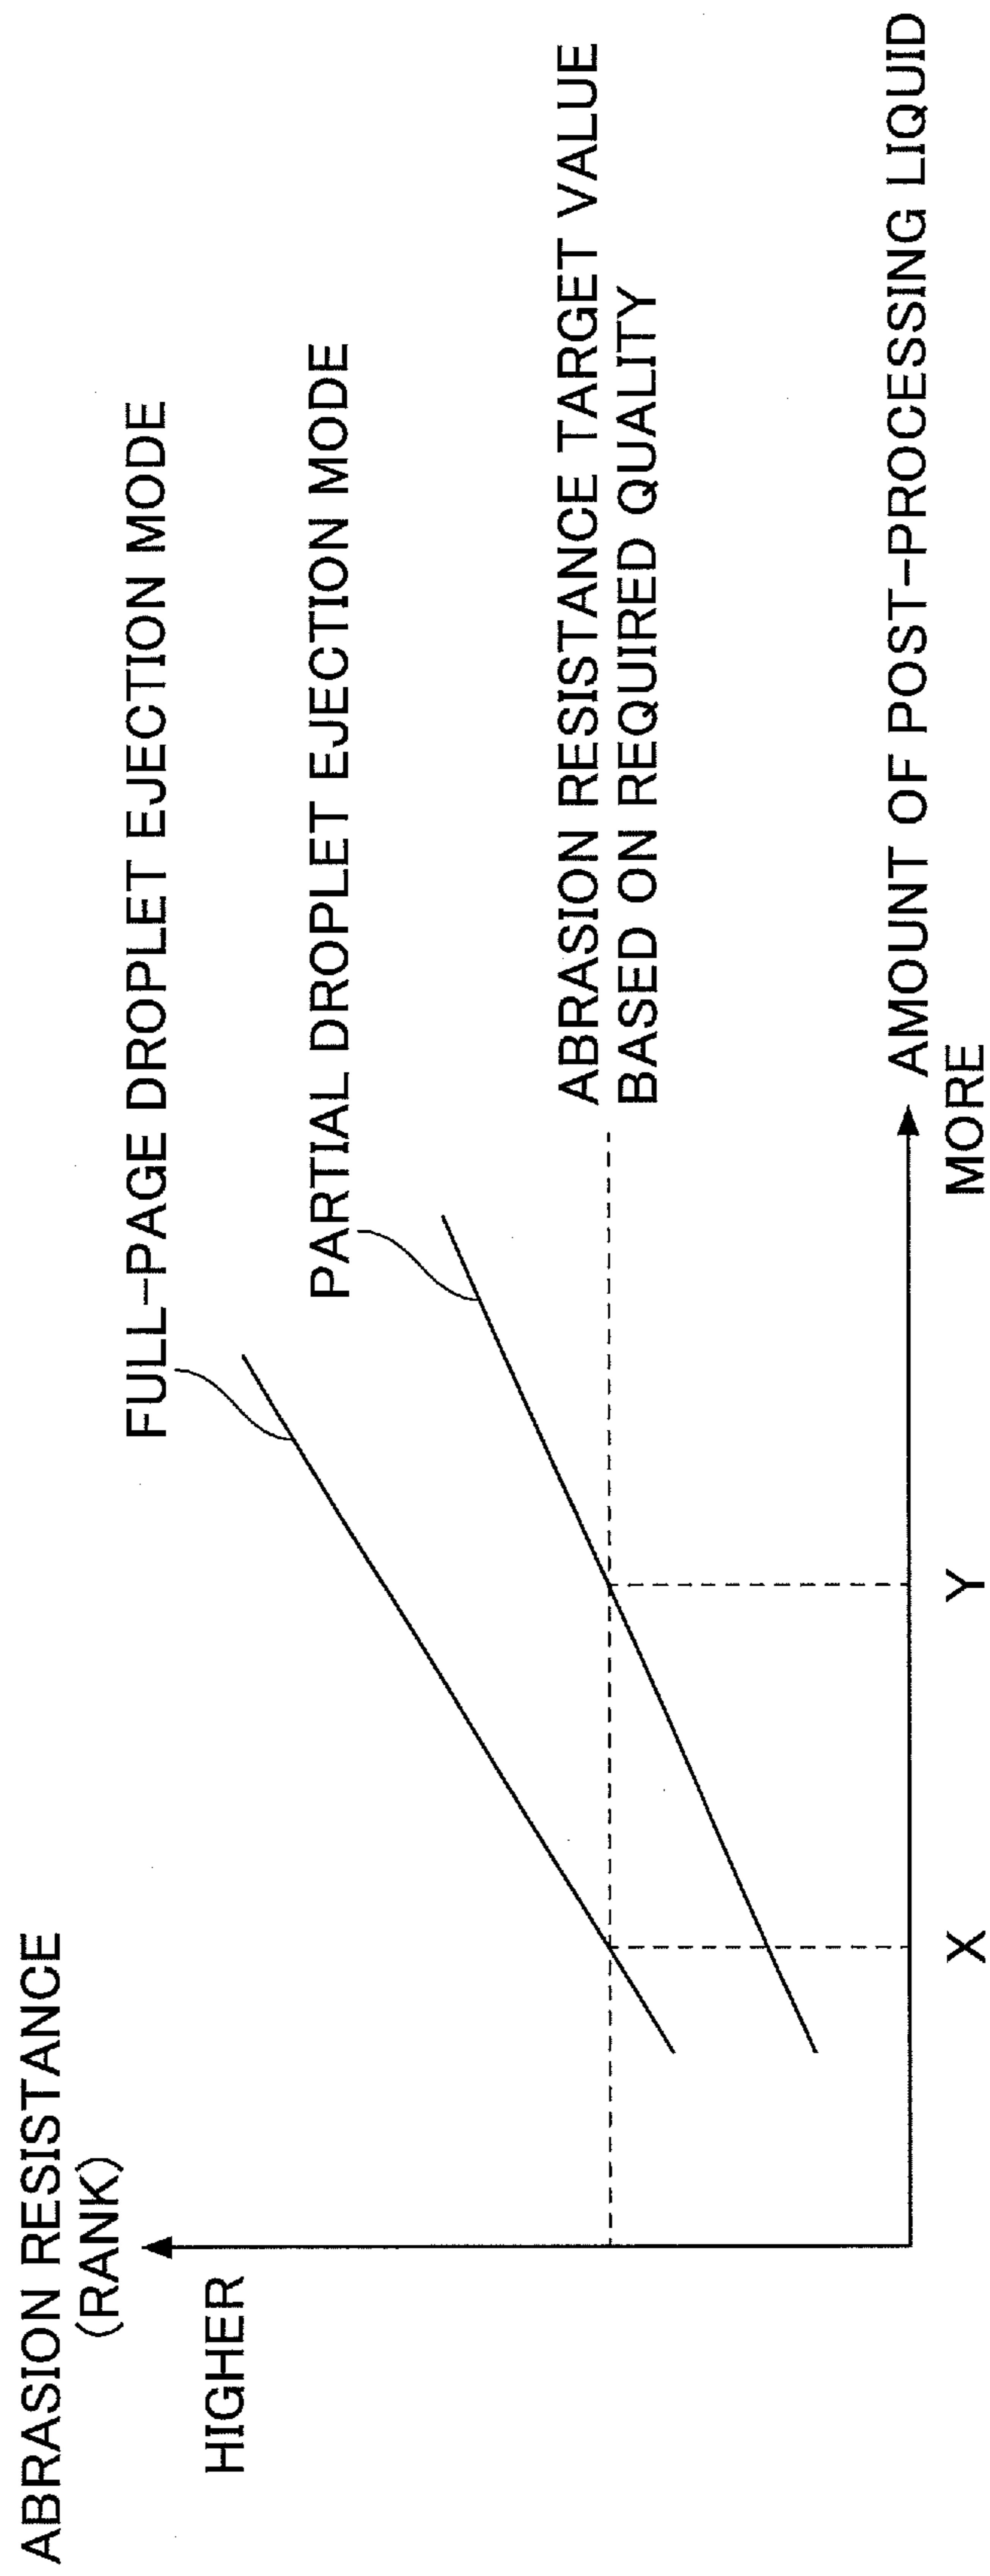 ABRASION RESISTANCE
(RANK)
HIGHER
FULL-PAGE DROPLET EJECTION MODE
PARTIAL DROPLET EJECTION MODE
ABRASION RESISTANCE TARGET VALUE
BASED ON REQUIRED QUALITY
AMOUNT OF POST-PROCESSING LIQUID
MORE
X
Y